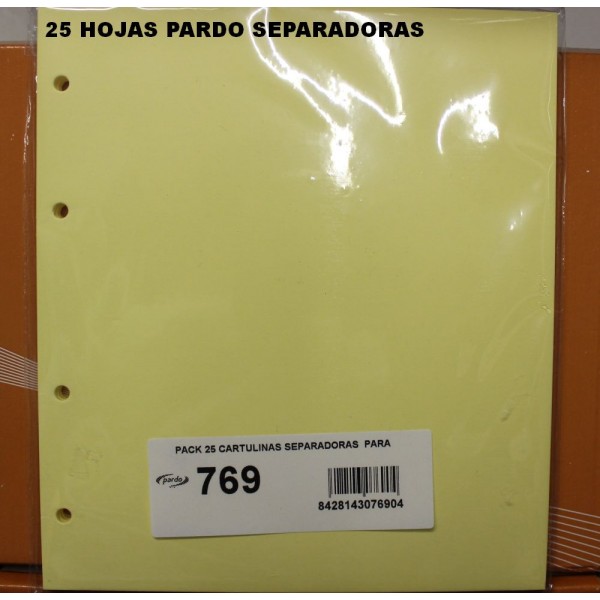 25 HOJAS PARDO SEPARADORAS
PACK 25 CARTULINAS SEPARADORAS PARA
pardo
769
8428143076904